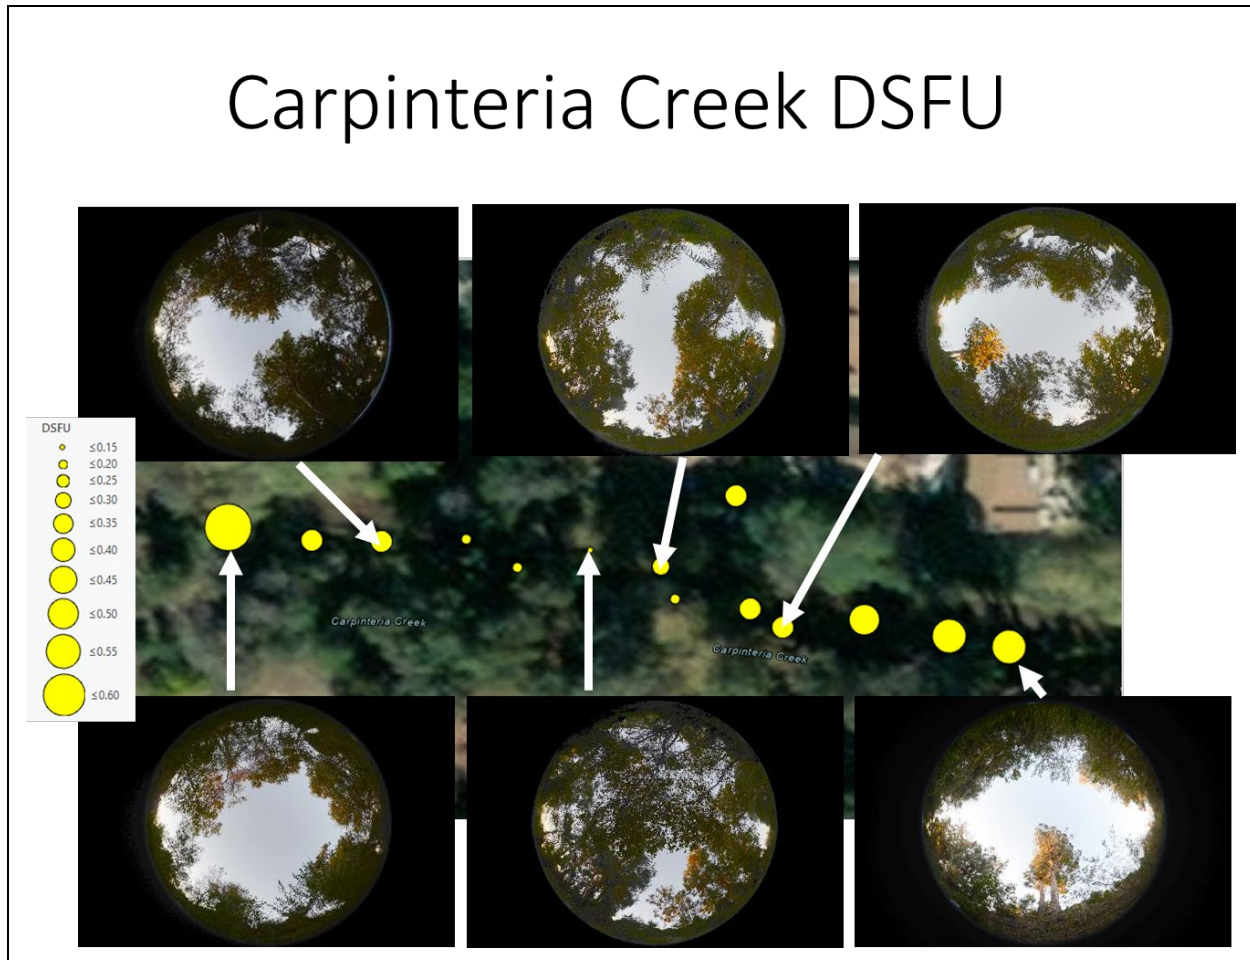 Carpinteria Creek DSFU
DSFU
≤0.15
≤0.20
≤0.25
≤0.30
≤0.35
≤0.40
≤0.45
≤0.50
≤0.55
≤0.60
Carpinteria Creek
Carpinteria Creek